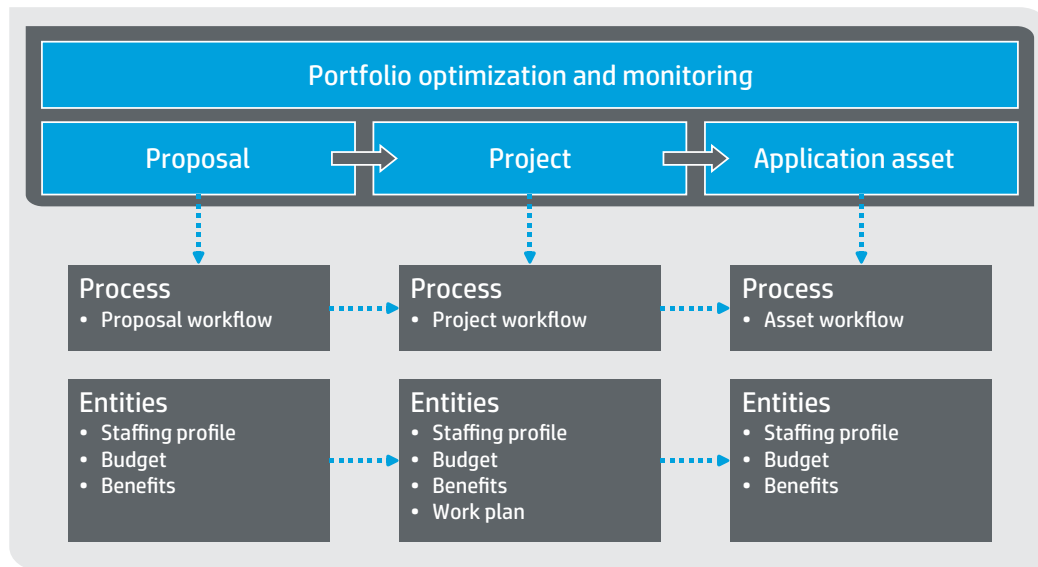 Portfolio optimization and monitoring
Proposal
Project
Application asset
Process
• Proposal workflow
Process
• Project workflow
Process
• Asset workflow
Entities
• Staffing profile
• Budget
• Benefits
Entities
• Staffing profile
• Budget
• Benefits
• Work plan
Entities
• Staffing profile
• Budget
• Benefits